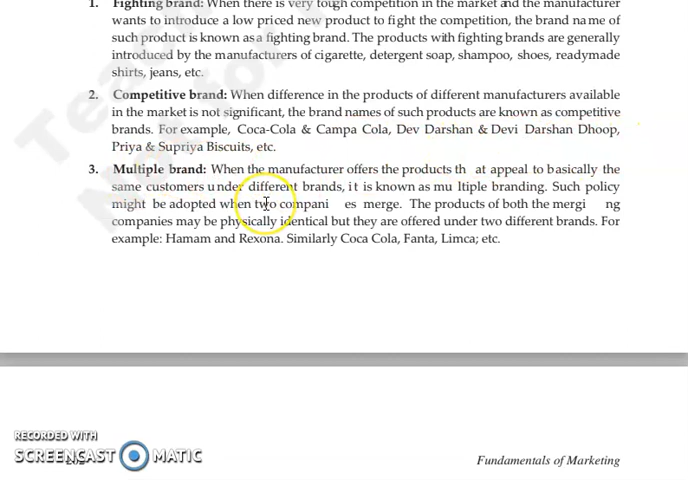 1. Fighting brand: When there is very tough competition in the market and the manufacturer
wants to introduce a low priced new product to fight the competition, the brand name of
such product is known as a fighting brand. The products with fighting brands are generally
introduced by the manufacturers of cigarette, detergent soap, shampoo, shoes, readymade
shirts, jeans, etc.
2. Competitive brand: When difference in the products of different manufacturers available
in the market is not significant, the brand names of such products are known as competitive
brands. For example, Coca-Cola & Campa Cola, Dev Darshan & Devi Darshan Dhoop,
Priya & Supriya Biscuits, etc.
3. Multiple brand: When the manufacturer offers the products th at appeal to basically the
same customers under different brands, it is known as mu ltiple branding. Such policy
might be adopted when two compani es merge. The products of both the mergi ng
companies may be physically identical but they are offered under two different brands. For
example: Hamam and Rexona. Similarly Coca Cola, Fanta, Limca; etc.
RECORDED WITH
SCREENCAST MATIC
Fundamentals of Marketing